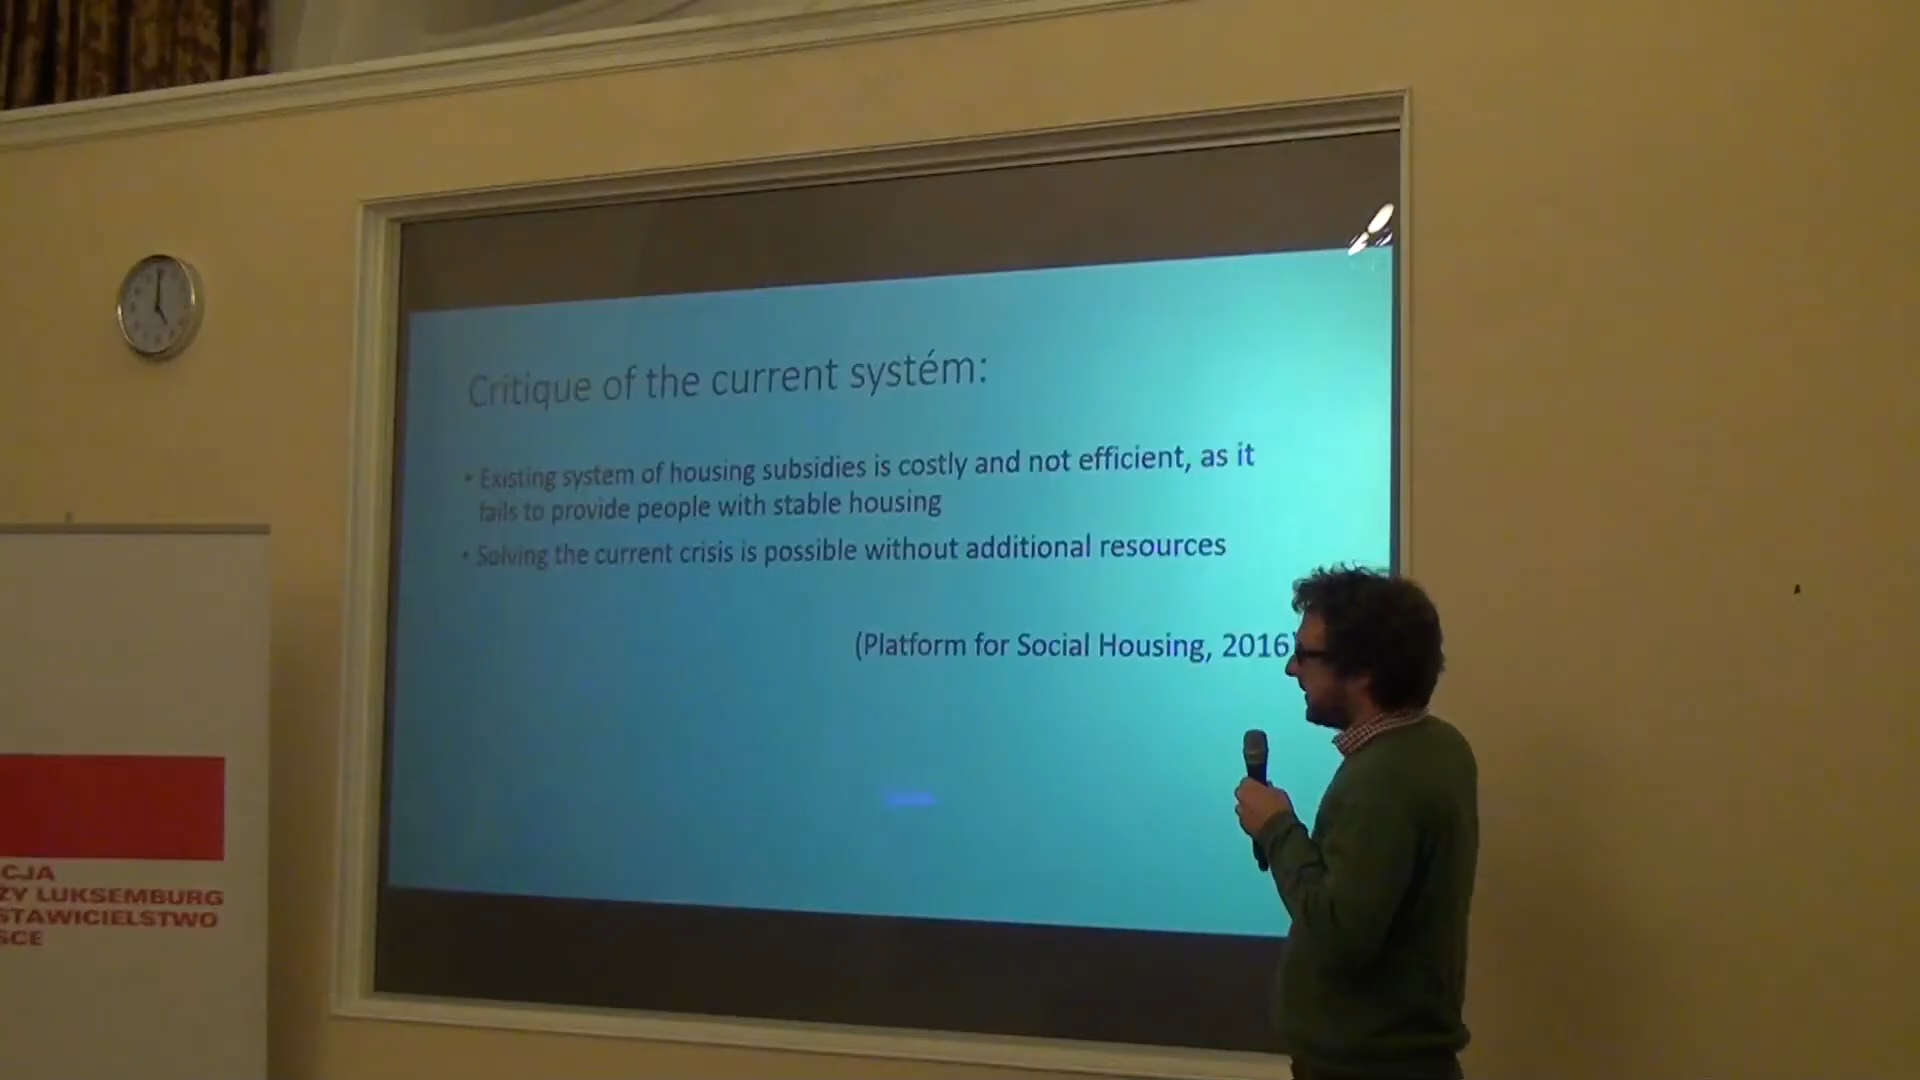 Critique of the current systém:
• Existing system of housing subsidies is costly and not efficient, as it
fails to provide people with stable housing
• Solving the current crisis is possible without additional resources
(Platform for Social Housing, 2016)
CJA
ZY LUKSEMBURG
STAWICIELSTWO
SCE